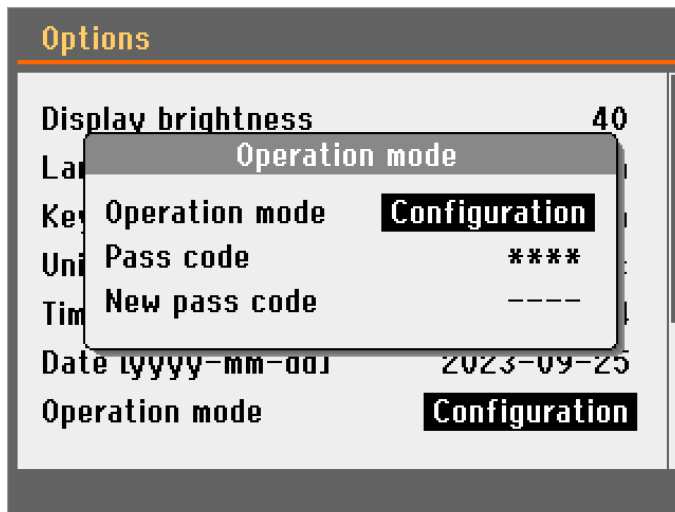 Options
Display brightness 40
Operation mode
Operation mode Configuration
Pass code ****
New pass code ----
Date [yyyy-mm-dd] 2023-09-25
Operation mode Configuration